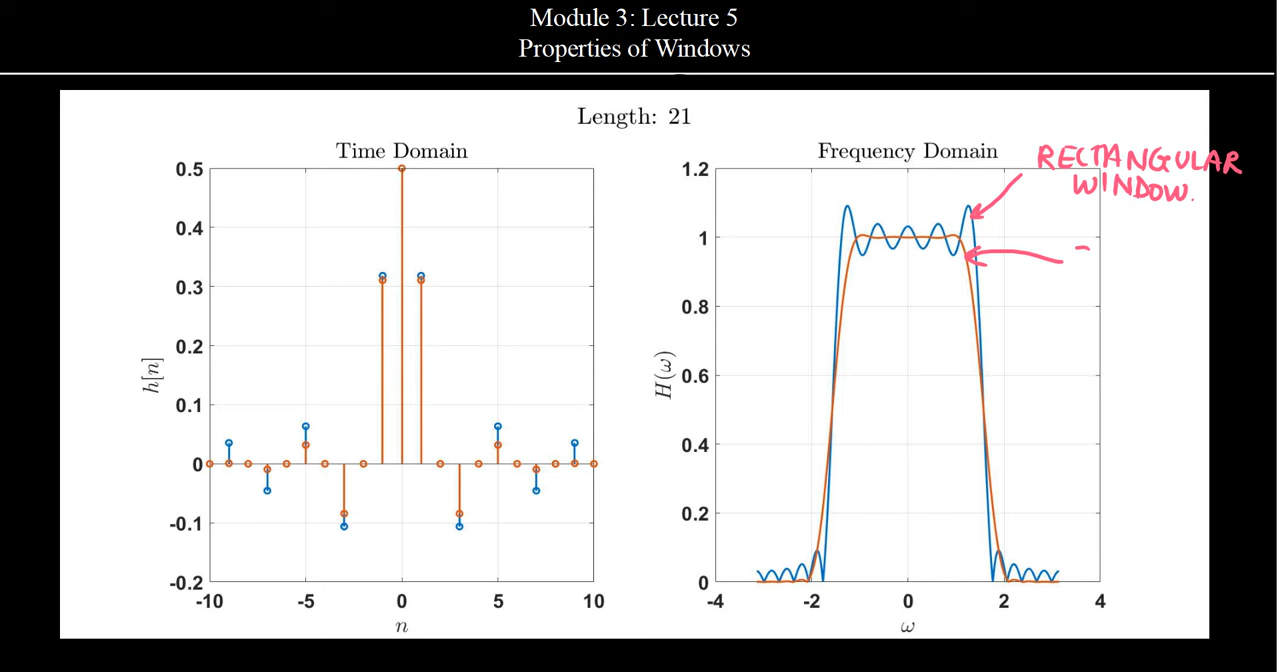 Module 3: Lecture 5
Properties of Windows
Length: 21
Time Domain
0.5
0.4
0.3
0.2
0.1
0
-0.1
-0.2
-10
-5
0
5
10
h[n]
n
Frequency Domain
1.2
1
0.8
0.6
0.4
0.2
0
-4
-2
0
2
4
H(ω)
ω
RECTANGULAR
WINDOW.